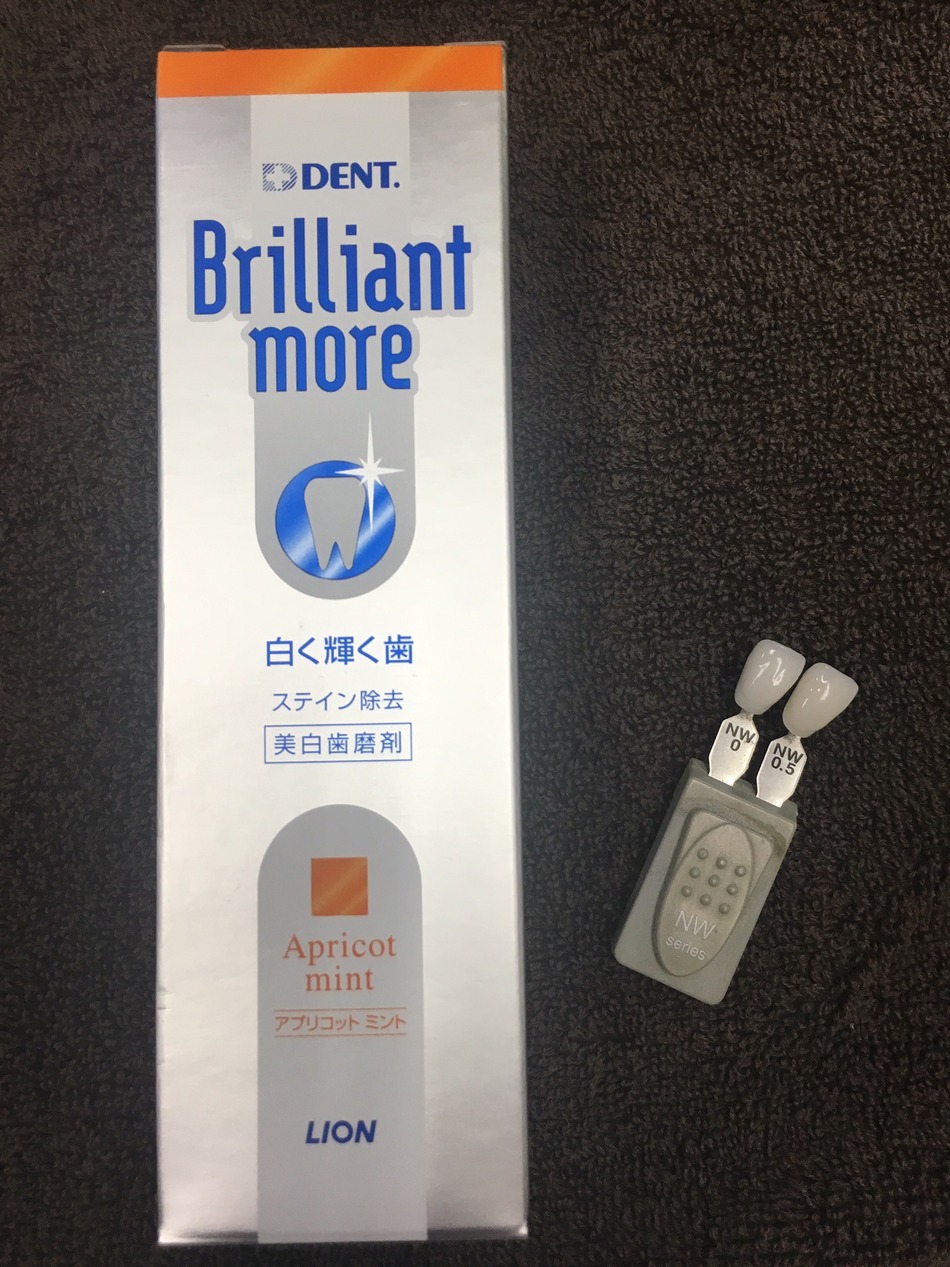 DENT.
Brilliant
more
白く輝く歯
ステイン除去
美白歯磨剤
Apricot
mint
アプリコット ミント
LION
NW
0
NW
0.5
NW
series